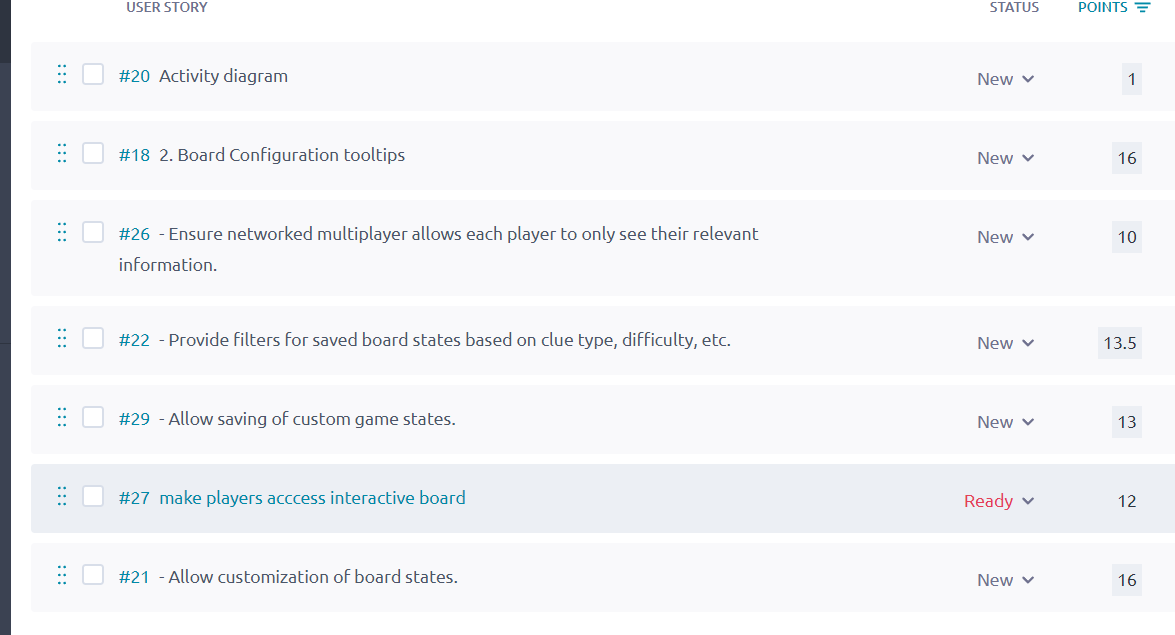 USER STORY STATUS POINTS
#20 Activity diagram New 1
#18 2. Board Configuration tooltips New 16
#26 - Ensure networked multiplayer allows each player to only see their relevant New 10
information.
#22 - Provide filters for saved board states based on clue type, difficulty, etc. New 13.5
#29 - Allow saving of custom game states. New 13
#27 make players acccess interactive board Ready 12
#21 - Allow customization of board states. New 16